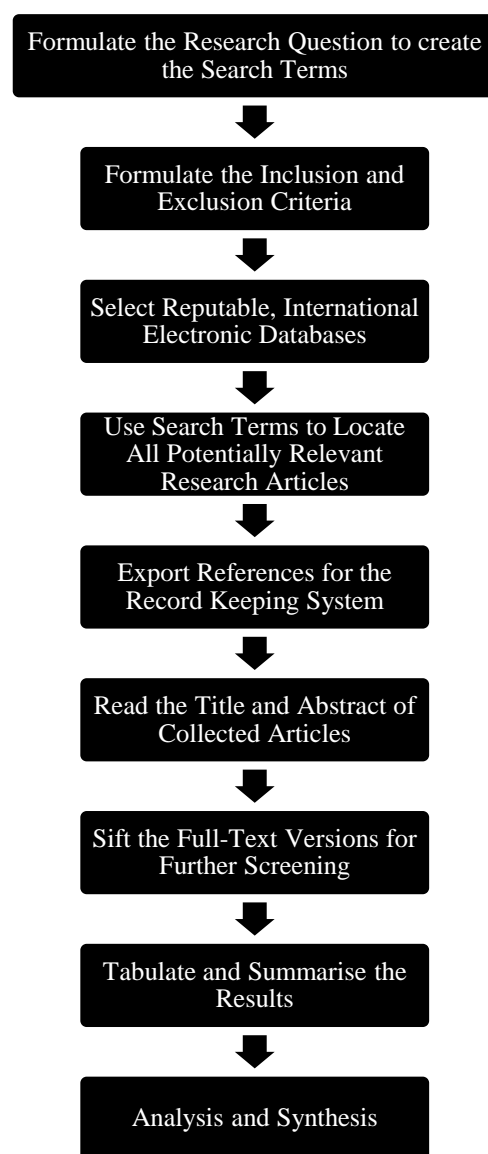 Formulate the Research Question to create
the Search Terms
Formulate the Inclusion and
Exclusion Criteria
Select Reputable, International
Electronic Databases
Use Search Terms to Locate
All Potentially Relevant
Research Articles
Export References for the
Record Keeping System
Read the Title and Abstract of
Collected Articles
Sift the Full-Text Versions for
Further Screening
Tabulate and Summarise the
Results
Analysis and Synthesis